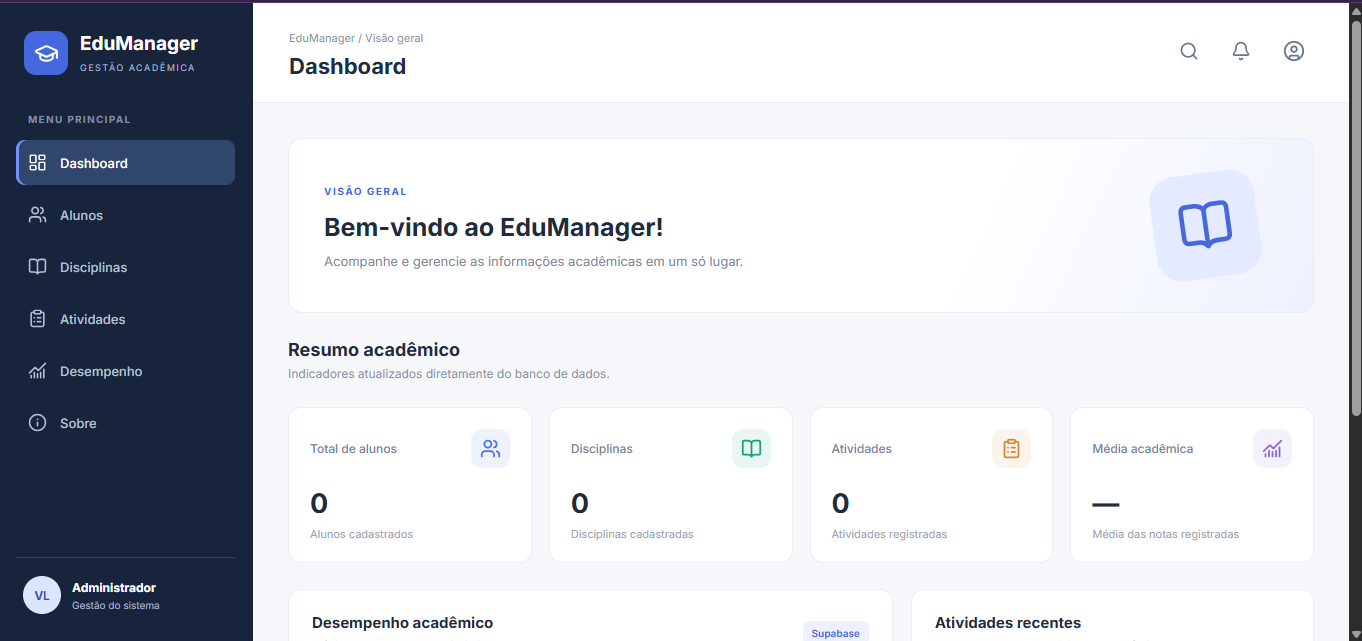 EduManager
GESTÃO ACADÊMICA
MENU PRINCIPAL
Dashboard
Alunos
Disciplinas
Atividades
Desempenho
Sobre
VL
Administrador
Gestão do sistema
EduManager / Visão geral
Dashboard
VISÃO GERAL
Bem-vindo ao EduManager!
Acompanhe e gerencie as informações acadêmicas em um só lugar.
Resumo acadêmico
Indicadores atualizados diretamente do banco de dados.
Total de alunos
0
Alunos cadastrados
Disciplinas
0
Disciplinas cadastradas
Atividades
0
Atividades registradas
Média acadêmica
—
Média das notas registradas
Desempenho acadêmico
Supabase
Atividades recentes